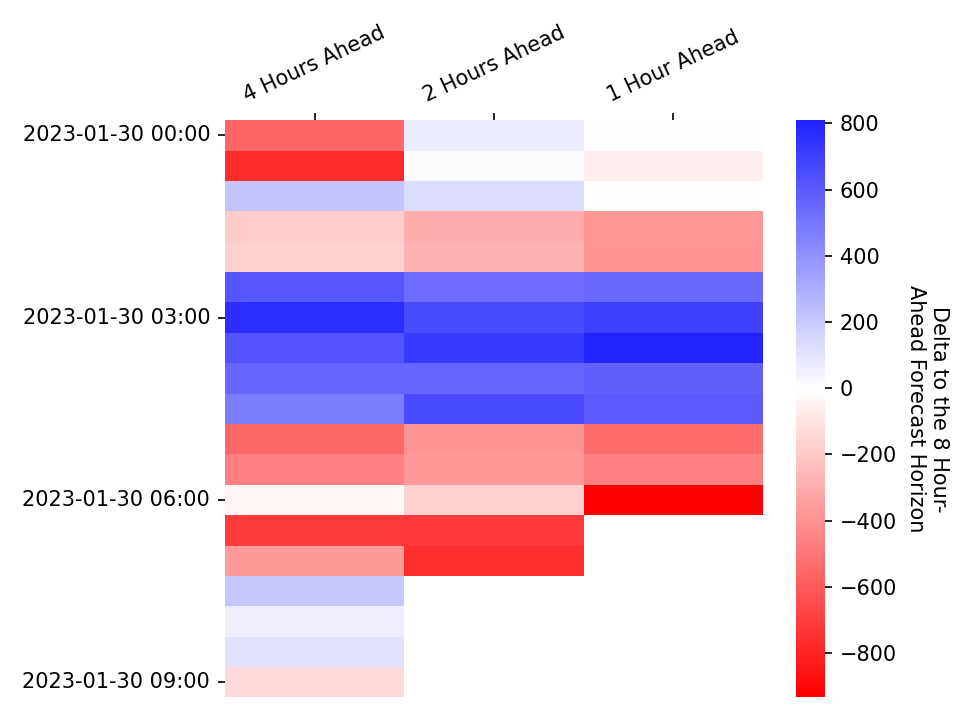 4 Hours Ahead
2 Hours Ahead
1 Hour Ahead
2023-01-30 00:00
2023-01-30 03:00
2023-01-30 06:00
2023-01-30 09:00
800
600
400
200
0
−200
−400
−600
−800
Delta to the 8 Hour-
Ahead Forecast Horizon